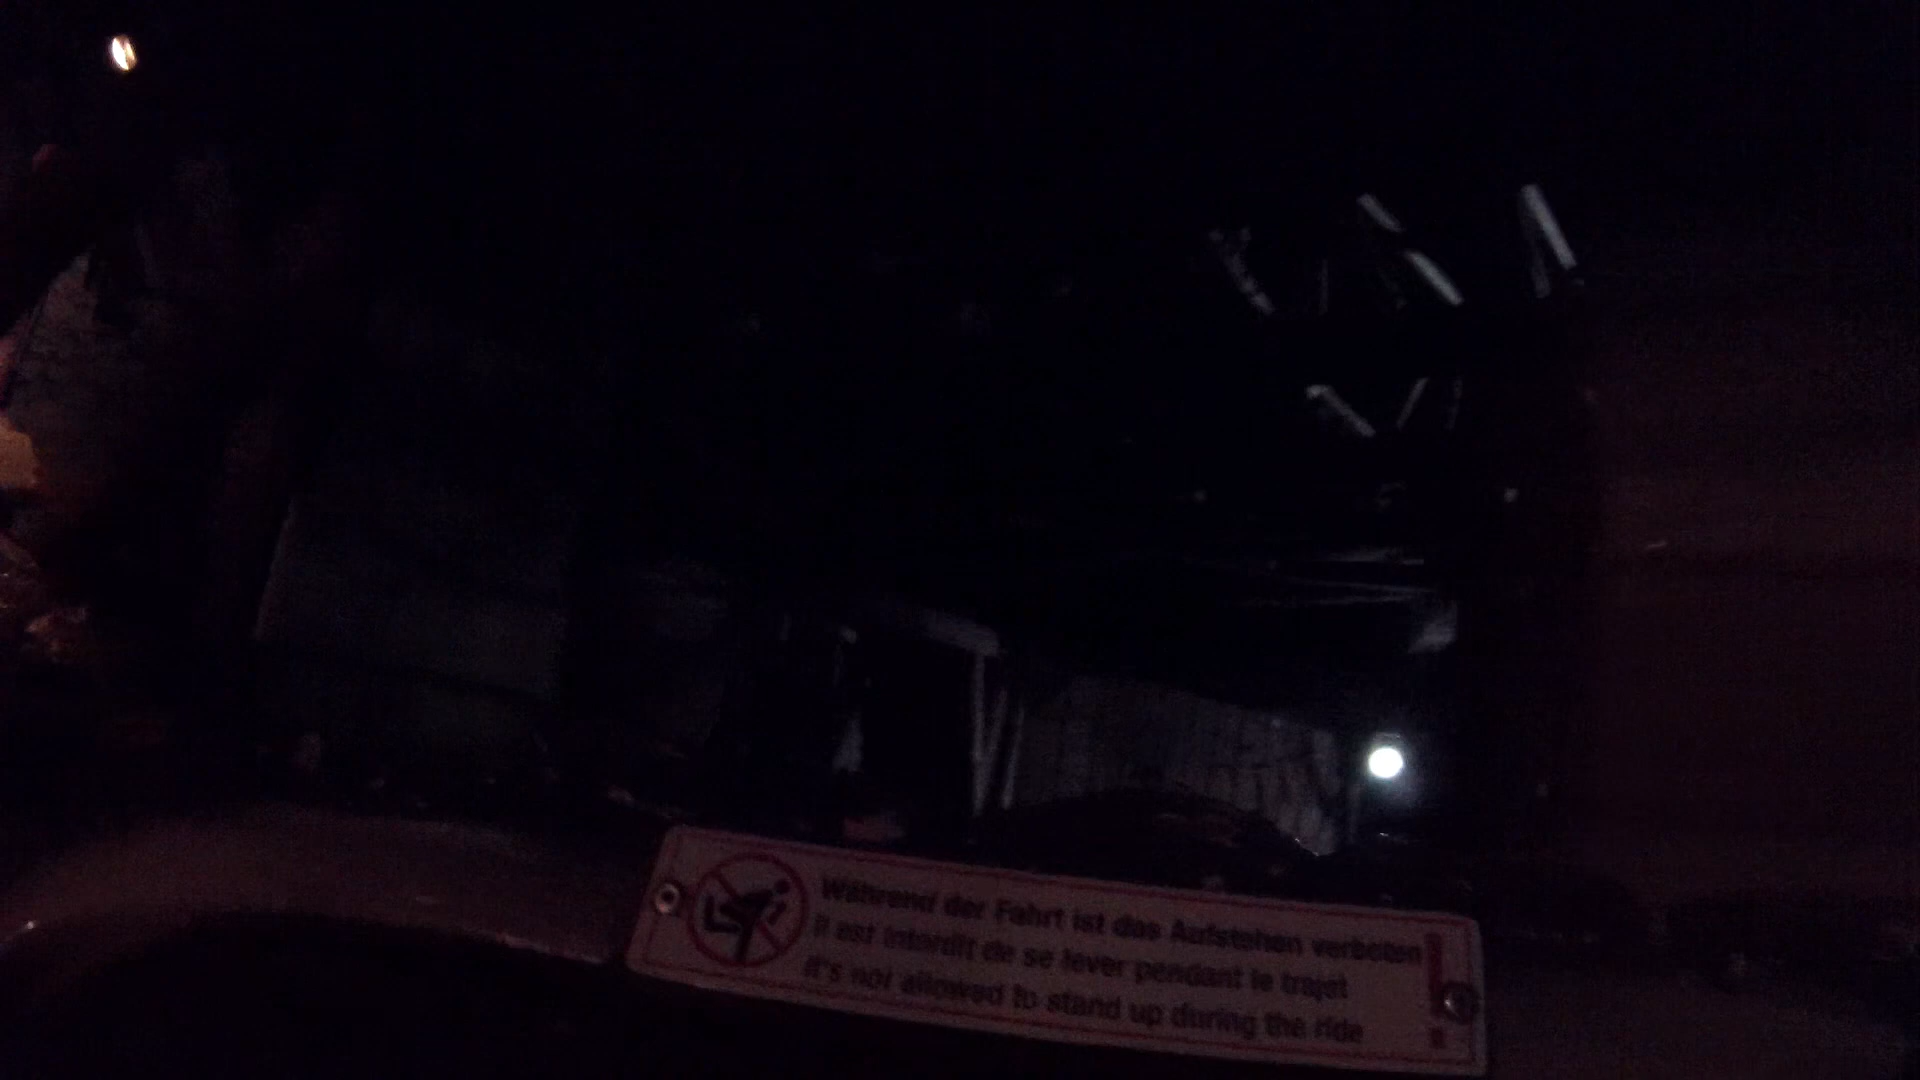 Während der Fahrt ist das Aufstehen verboten
Il est interdit de se lever pendant le trajet
It's not allowed to stand up during the ride